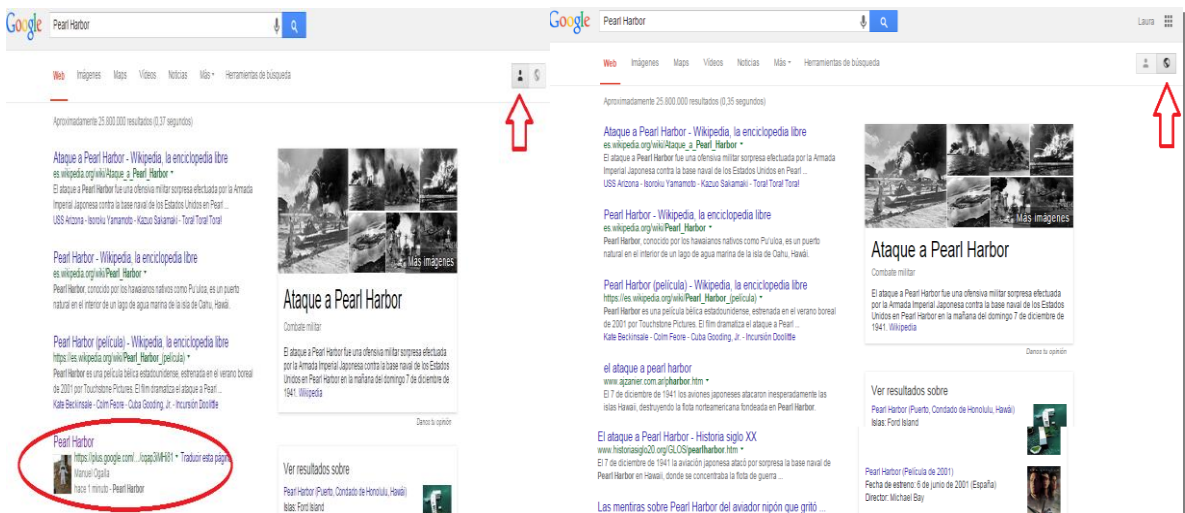 Google Pearl Harbor
Web Imágenes Maps Vídeos Noticias Más Herramientas de búsqueda
Aproximadamente 25.800.000 resultados (0,37 segundos)
Ataque a Pearl Harbor - Wikipedia, la enciclopedia libre
es.wikipedia.org/wiki/Ataque_a_Pearl_Harbor
El ataque a Pearl Harbor fue una ofensiva militar sorpresa efectuada por la Armada
Imperial Japonesa contra la base naval de los Estados Unidos en Pearl ...
USS Arizona - Isoroku Yamamoto - Kazuo Sakamaki - Tora! Tora! Tora!
Pearl Harbor - Wikipedia, la enciclopedia libre
es.wikipedia.org/wiki/Pearl_Harbor
Pearl Harbor, conocido por los hawaianos nativos como Pu'uloa, es un puerto
natural en el interior de un lago de agua marina de la isla de Oahu, Hawái.
Pearl Harbor (película) - Wikipedia, la enciclopedia libre
https://es.wikipedia.org/wiki/Pearl_Harbor_(película)
Pearl Harbor es una película bélica estadounidense, estrenada en el verano boreal
de 2001 por Touchstone Pictures. El film dramatiza el ataque a Pearl ...
Kate Beckinsale - Colm Feore - Cuba Gooding, Jr. - Incursión Doolittle
Pearl Harbor
https://plus.google.com/.../cqap3MHi81 Traducir esta página
Manuel Ogalla
hace 1 minuto - Pearl Harbor
Más imágenes
Ataque a Pearl Harbor
Combate militar
El ataque a Pearl Harbor fue una ofensiva militar sorpresa efectuada
por la Armada Imperial Japonesa contra la base naval de los Estados
Unidos en Pearl Harbor en la mañana del domingo 7 de diciembre de
1941. Wikipedia
Danos tu opinión
Ver resultados sobre
Pearl Harbor (Puerto, Condado de Honolulu, Hawái)
Islas: Ford Island
Google Pearl Harbor
Laura
Web Imágenes Maps Vídeos Noticias Más Herramientas de búsqueda
Aproximadamente 25.800.000 resultados (0,35 segundos)
Ataque a Pearl Harbor - Wikipedia, la enciclopedia libre
es.wikipedia.org/wiki/Ataque_a_Pearl_Harbor
El ataque a Pearl Harbor fue una ofensiva militar sorpresa efectuada por la Armada
Imperial Japonesa contra la base naval de los Estados Unidos en Pearl ...
USS Arizona - Isoroku Yamamoto - Kazuo Sakamaki - Tora! Tora! Tora!
Pearl Harbor - Wikipedia, la enciclopedia libre
es.wikipedia.org/wiki/Pearl_Harbor
Pearl Harbor, conocido por los hawaianos nativos como Pu'uloa, es un puerto
natural en el interior de un lago de agua marina de la isla de Oahu, Hawái.
Pearl Harbor (película) - Wikipedia, la enciclopedia libre
https://es.wikipedia.org/wiki/Pearl_Harbor_(película)
Pearl Harbor es una película bélica estadounidense, estrenada en el verano boreal
de 2001 por Touchstone Pictures. El film dramatiza el ataque a Pearl ...
Kate Beckinsale - Colm Feore - Cuba Gooding, Jr. - Incursión Doolittle
el ataque a pearl harbor
www.ajzanier.com.ar/pharbor.htm
El 7 de diciembre de 1941 los aviones japoneses atacaron inesperadamente las
islas Hawaii, destruyendo la flota norteamericana fondeada en Pearl Harbor.
El ataque a Pearl Harbor - Historia siglo XX
www.historiasiglo20.org/GLOS/pearlharbor.htm
El 7 de diciembre de 1941 la aviación japonesa atacó por sorpresa la base naval de
Pearl Harbor en Hawaii, donde se concentraba la flota de guerra ...
Las mentiras sobre Pearl Harbor del aviador nipón que gritó ...
Más imágenes
Ataque a Pearl Harbor
Combate militar
El ataque a Pearl Harbor fue una ofensiva militar sorpresa efectuada
por la Armada Imperial Japonesa contra la base naval de los Estados
Unidos en Pearl Harbor en la mañana del domingo 7 de diciembre de
1941. Wikipedia
Danos tu opinión
Ver resultados sobre
Pearl Harbor (Puerto, Condado de Honolulu, Hawái)
Islas: Ford Island
Pearl Harbor (Película de 2001)
Fecha de estreno: 6 de junio de 2001 (España)
Director: Michael Bay